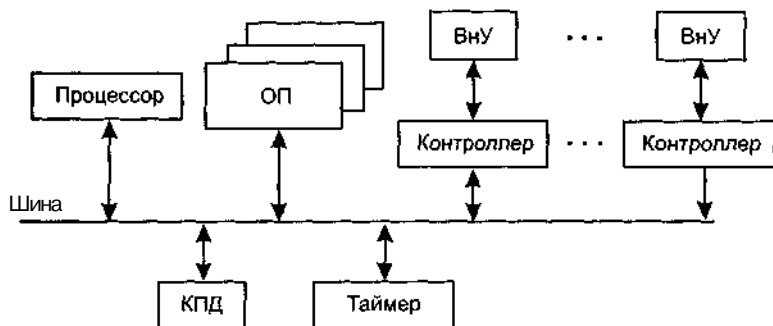 ВнУ ... ВнУ
Процессор
ОП
Контроллер ... Контроллер
Шина
КПД
Таймер